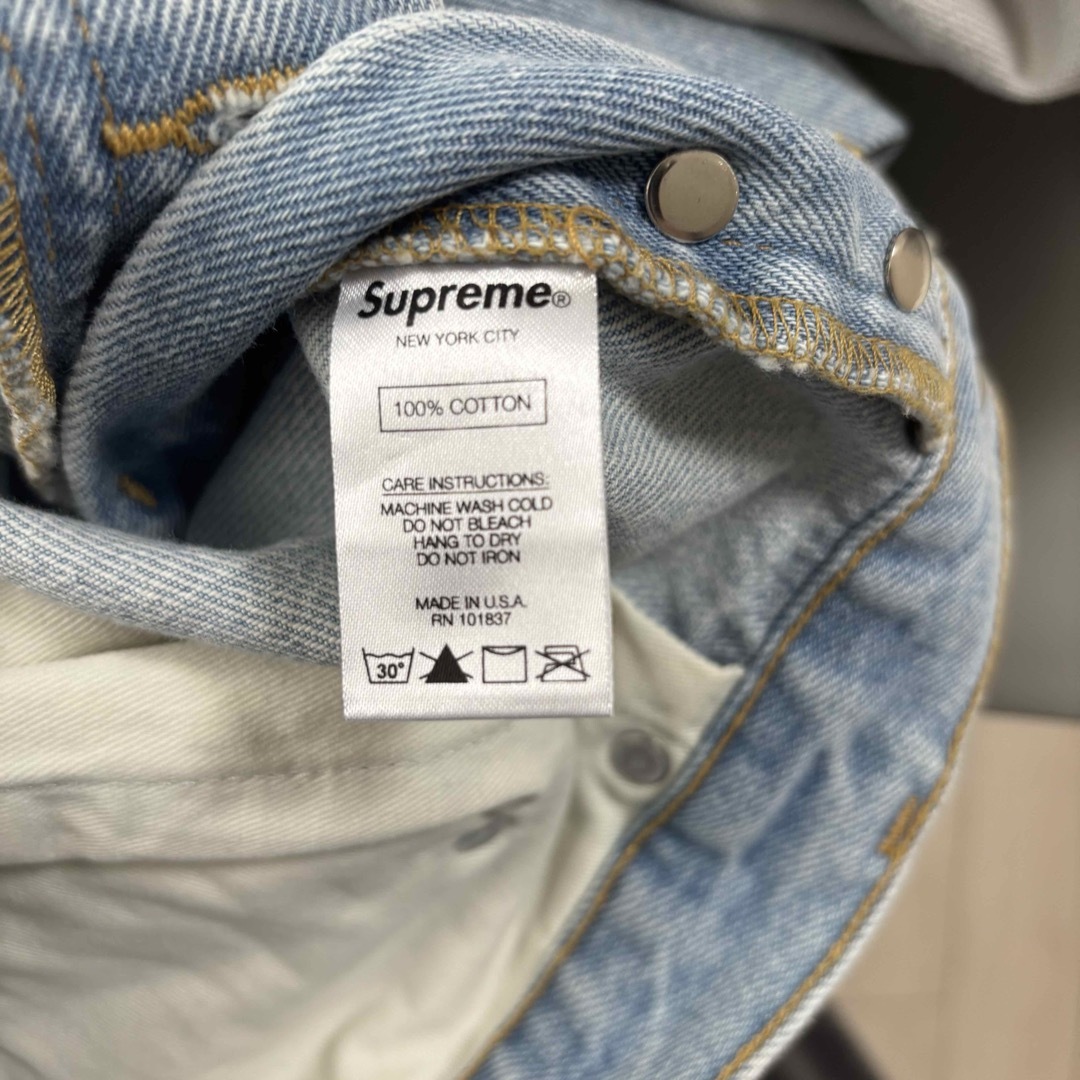 Supreme®
NEW YORK CITY
100% COTTON
CARE INSTRUCTIONS:
MACHINE WASH COLD
DO NOT BLEACH
HANG TO DRY
DO NOT IRON
MADE IN U.S.A.
RN 101837
30°